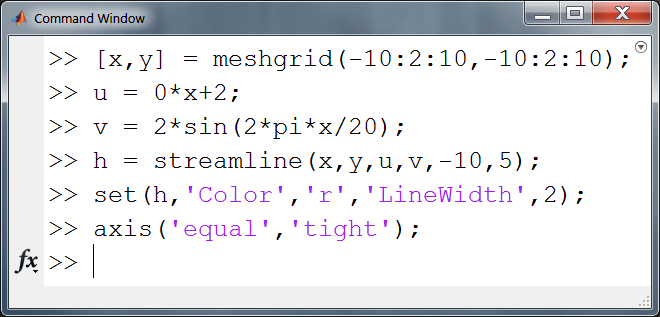 Command Window
>> [x,y] = meshgrid(-10:2:10,-10:2:10);
>> u = 0*x+2;
>> v = 2*sin(2*pi*x/20);
>> h = streamline(x,y,u,v,-10,5);
>> set(h,'Color','r','LineWidth',2);
>> axis('equal','tight');
fx >>